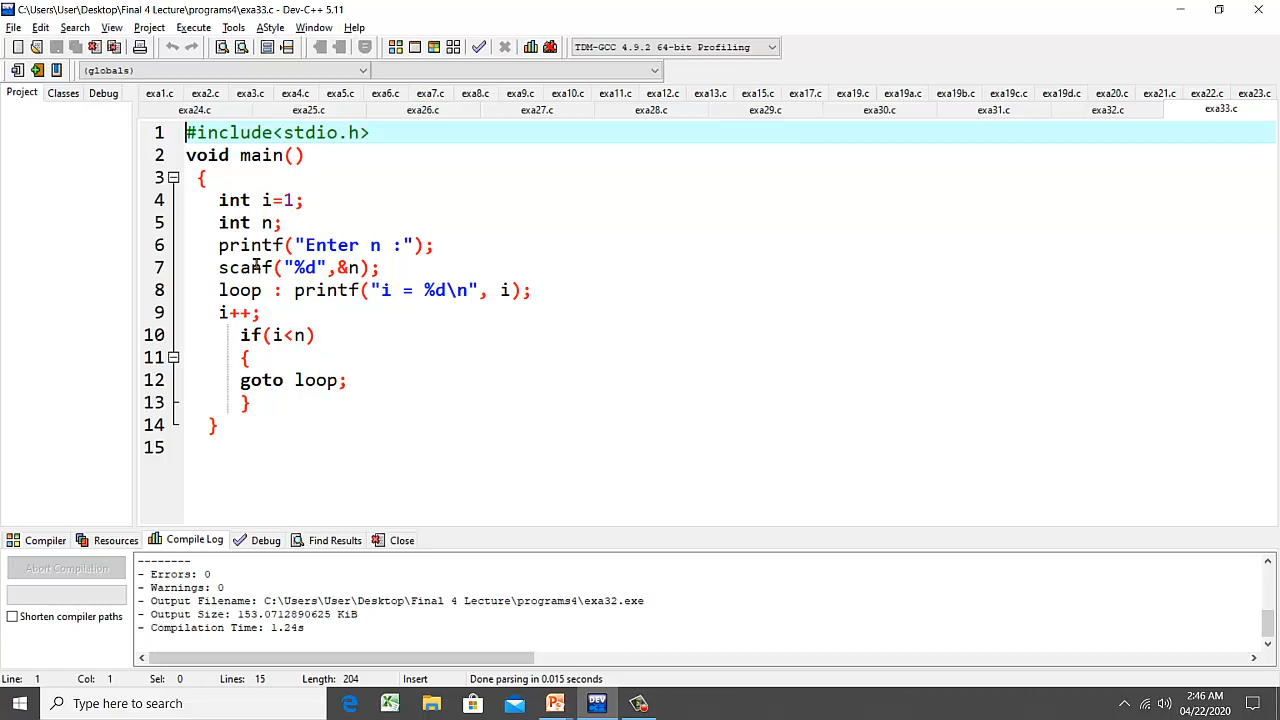 C:\Users\User\Desktop\Final 4 Lecture\programs4\exa33.c - Dev-C++ 5.11
File Edit Search View Project Execute Tools AStyle Window Help
TDM-GCC 4.9.2 64-bit Profiling
(globals)
Project Classes Debug exa1.c exa2.c exa3.c exa4.c exa5.c exa6.c exa7.c exa8.c exa9.c exa10.c exa11.c exa12.c exa13.c exa15.c exa17.c exa19.c exa19a.c exa19b.c exa19c.c exa19d.c exa20.c exa21.c exa22.c exa23.c
exa24.c exa25.c exa26.c exa27.c exa28.c exa29.c exa30.c exa31.c exa32.c exa33.c
1 #include<stdio.h>
2 void main()
3 {
4 int i=1;
5 int n;
6 printf("Enter n :");
7 scanf("%d",&n);
8 loop : printf("i = %d\n", i);
9 i++;
10 if(i<n)
11 {
12 goto loop;
13 }
14 }
15
Compiler Resources Compile Log Debug Find Results Close
Abort Compilation
Shorten compiler paths
--------
- Errors: 0
- Warnings: 0
- Output Filename: C:\Users\User\Desktop\Final 4 Lecture\programs4\exa32.exe
- Output Size: 153.0712890625 KiB
- Compilation Time: 1.24s
Line: 1 Col: 1 Sel: 0 Lines: 15 Length: 204 Insert Done parsing in 0.015 seconds
Type here to search
2:46 AM
04/22/2020